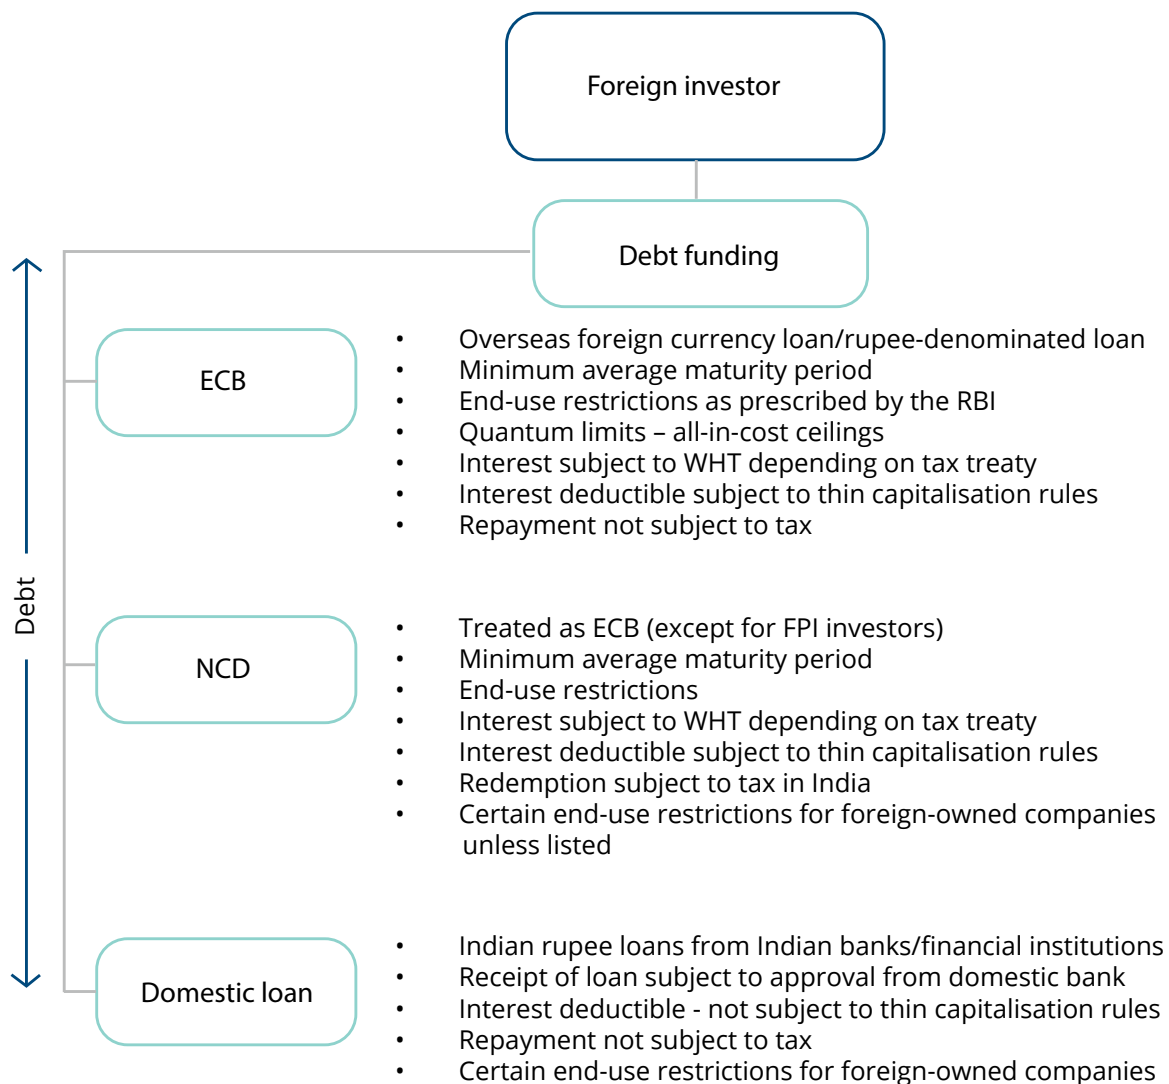 Foreign investor
Debt funding
Debt
ECB
• Overseas foreign currency loan/rupee-denominated loan
• Minimum average maturity period
• End-use restrictions as prescribed by the RBI
• Quantum limits – all-in-cost ceilings
• Interest subject to WHT depending on tax treaty
• Interest deductible subject to thin capitalisation rules
• Repayment not subject to tax
NCD
• Treated as ECB (except for FPI investors)
• Minimum average maturity period
• End-use restrictions
• Interest subject to WHT depending on tax treaty
• Interest deductible subject to thin capitalisation rules
• Redemption subject to tax in India
• Certain end-use restrictions for foreign-owned companies
unless listed
Domestic loan
• Indian rupee loans from Indian banks/financial institutions
• Receipt of loan subject to approval from domestic bank
• Interest deductible - not subject to thin capitalisation rules
• Repayment not subject to tax
• Certain end-use restrictions for foreign-owned companies